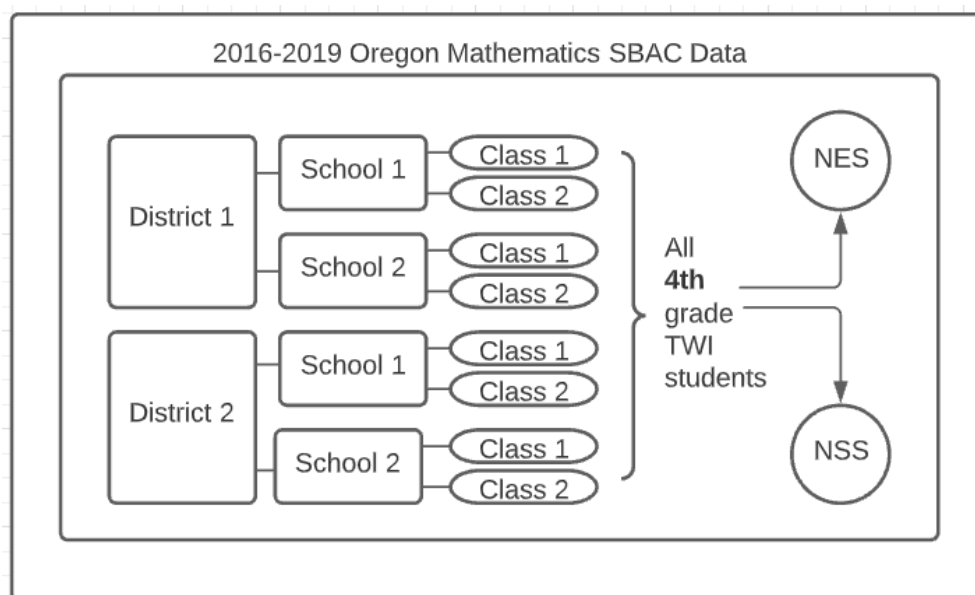 2016-2019 Oregon Mathematics SBAC Data
District 1
School 1
Class 1
Class 2
School 2
Class 1
Class 2
District 2
School 1
Class 1
Class 2
School 2
Class 1
Class 2
All
4th
grade
TWI
students
NES
NSS